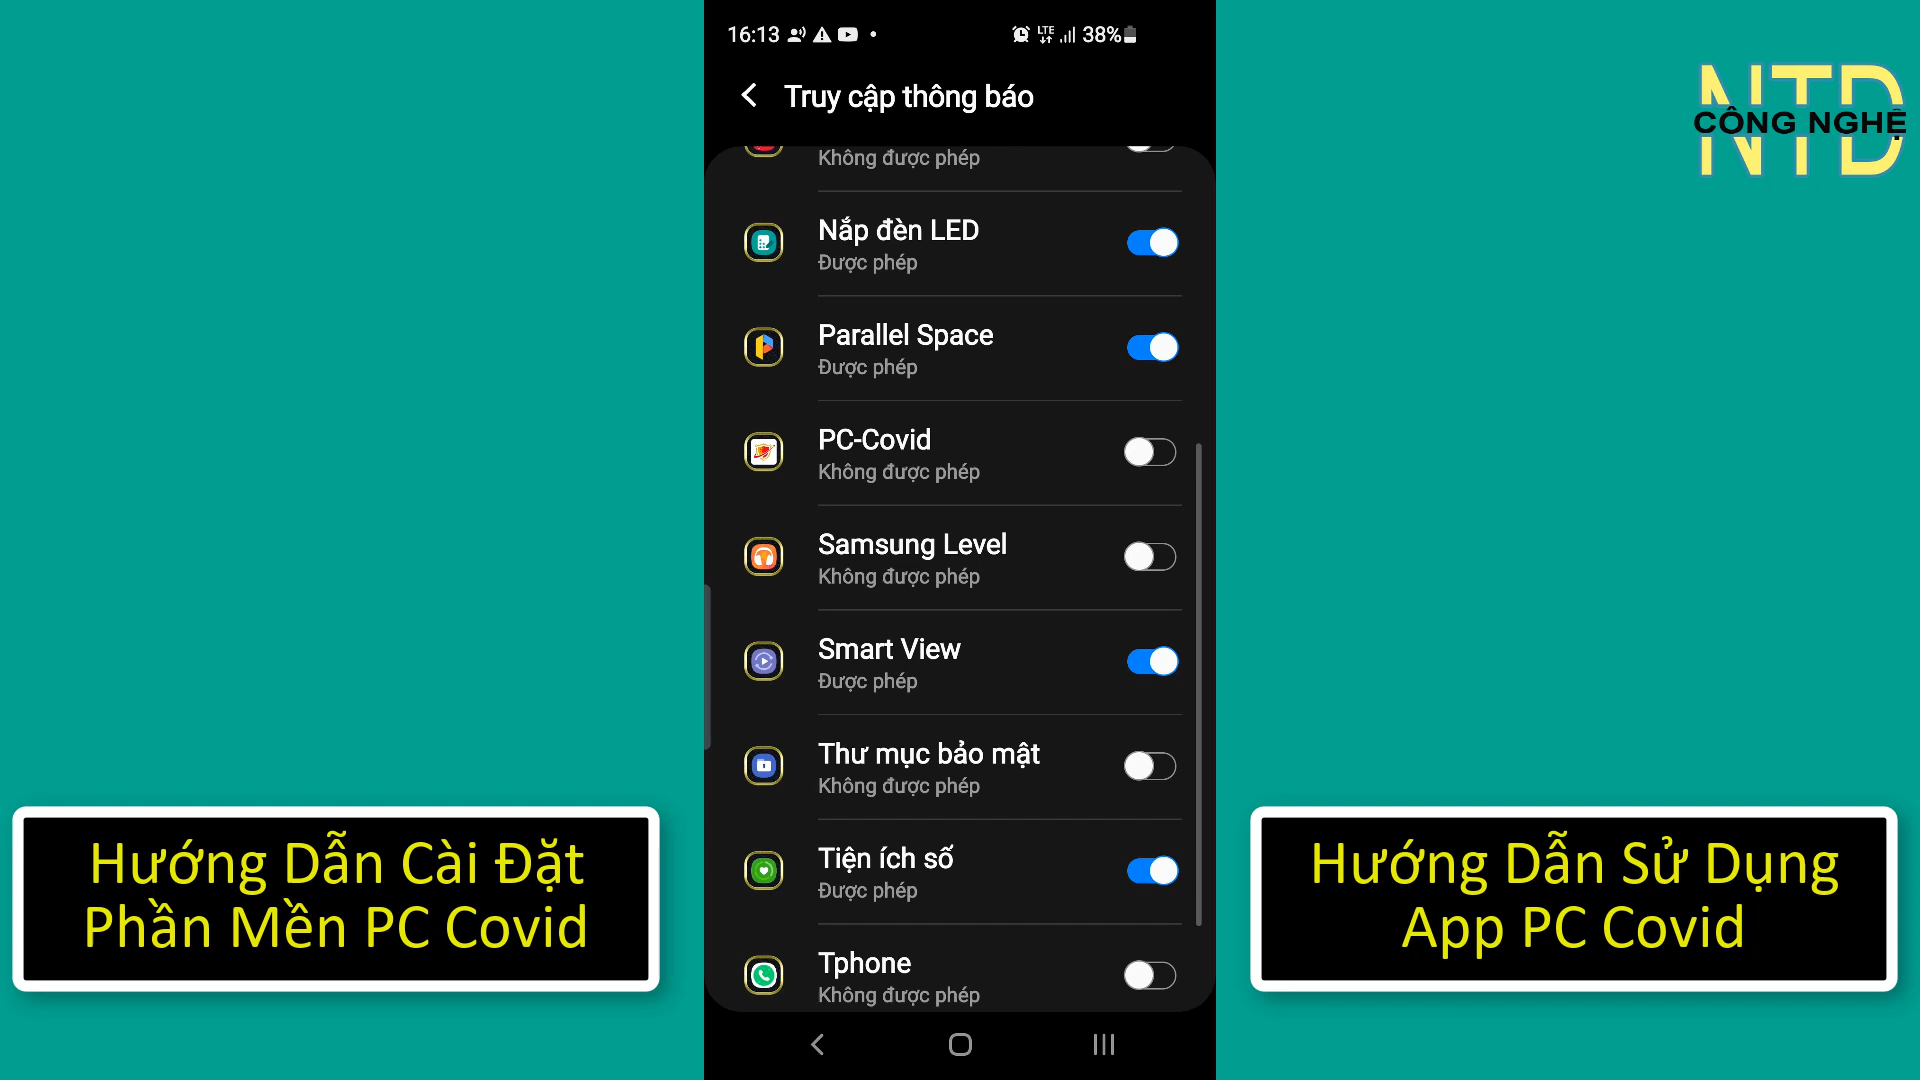 16:13
LTE
38%
Truy cập thông báo
Không được phép
Nắp đèn LED
Được phép
Parallel Space
Được phép
PC-Covid
Không được phép
Samsung Level
Không được phép
Smart View
Được phép
Thư mục bảo mật
Không được phép
Tiện ích số
Được phép
Tphone
Không được phép
NTD
CÔNG NGHỆ
Hướng Dẫn Cài Đặt
Phần Mền PC Covid
Hướng Dẫn Sử Dụng
App PC Covid